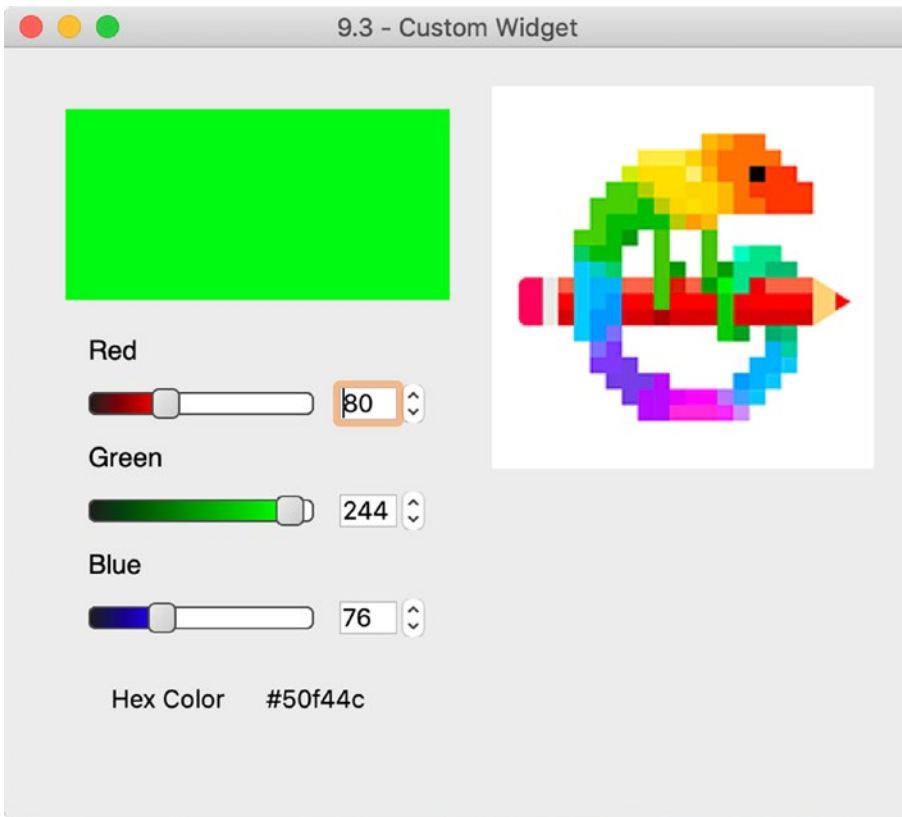 9.3 - Custom Widget
Red
80
Green
244
Blue
76
Hex Color #50f44c